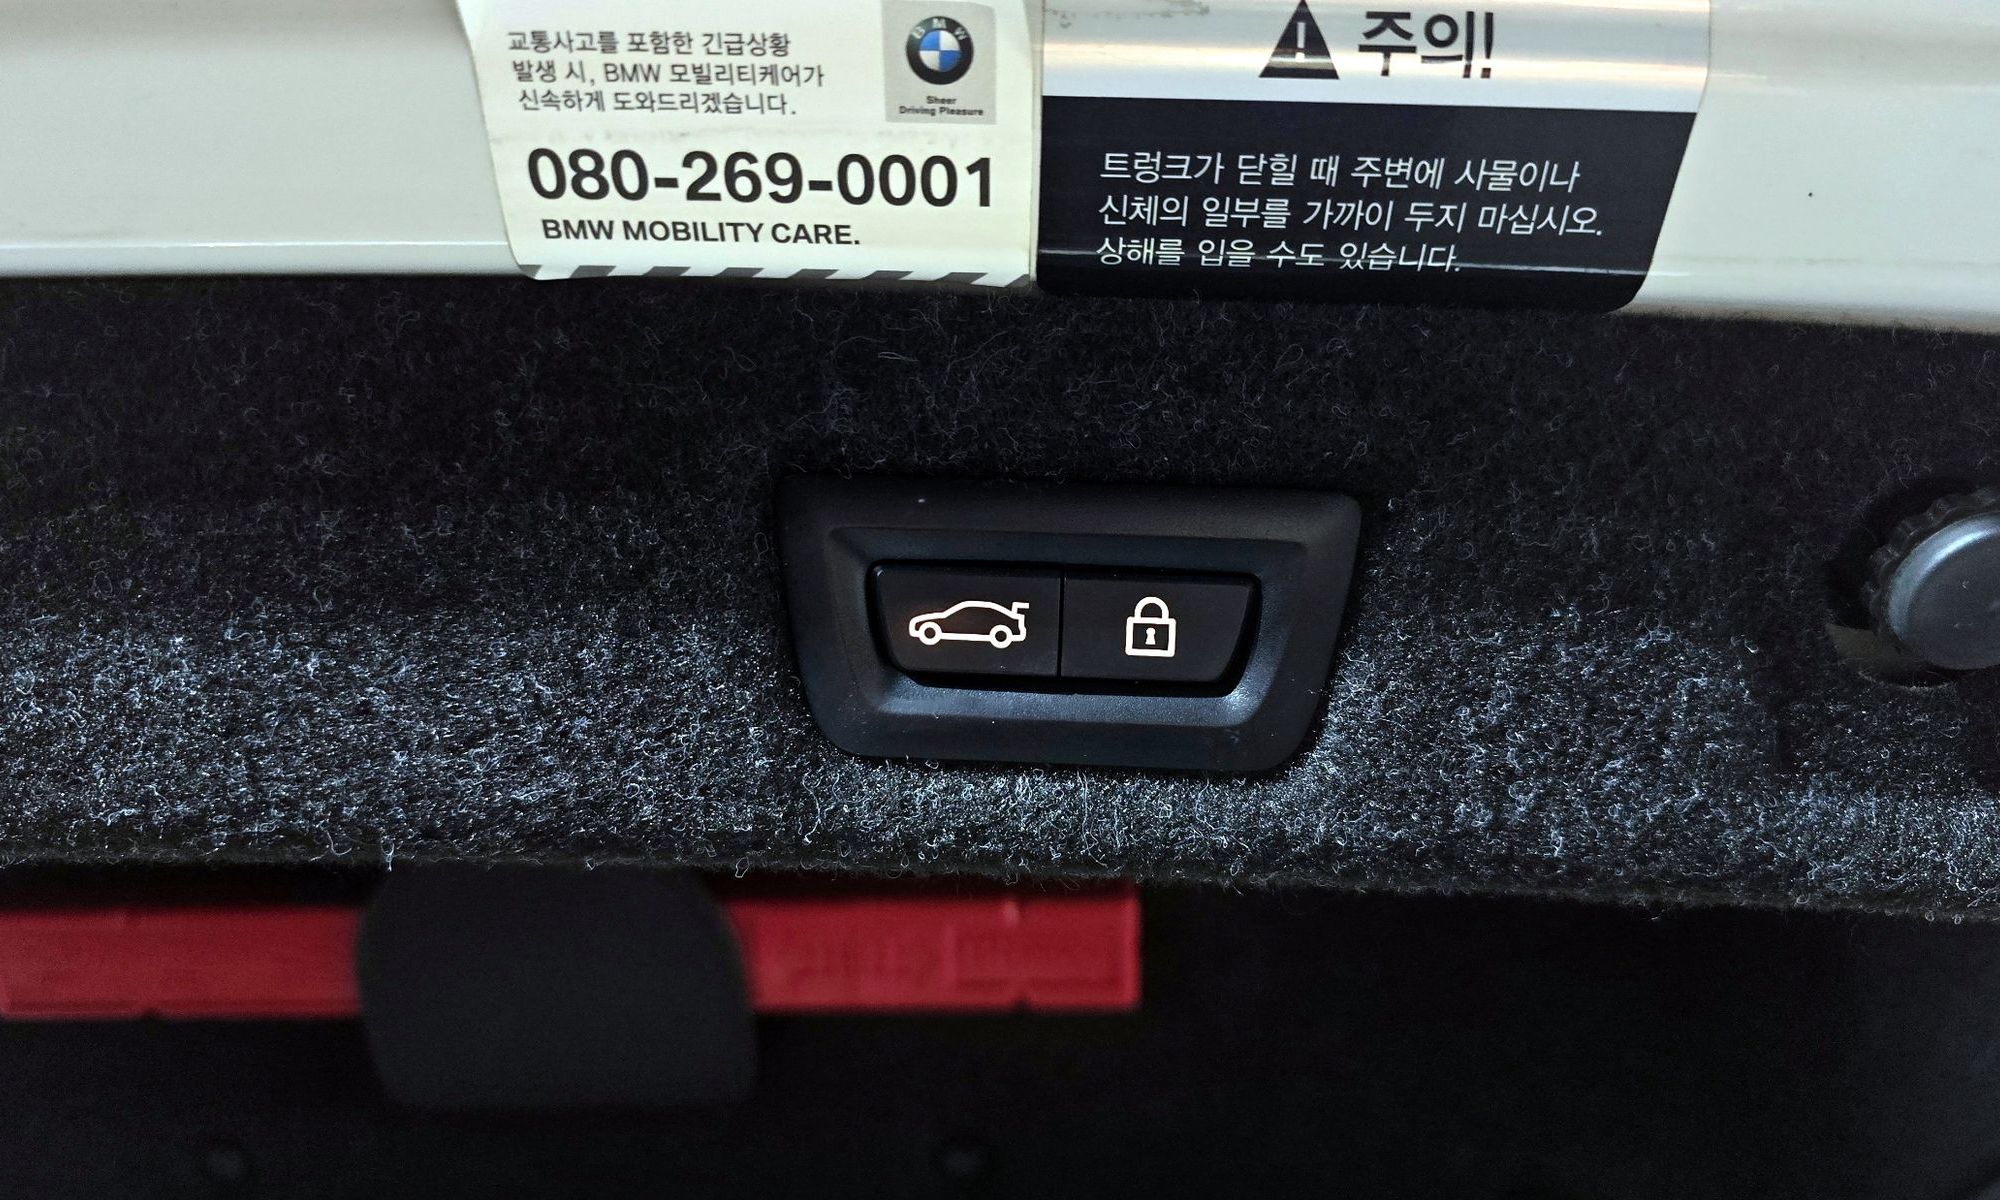 교통사고를 포함한 긴급상황
발생 시, BMW 모빌리티케어가
신속하게 도와드리겠습니다.
BMW
Sheer
Driving Pleasure
080-269-0001
BMW MOBILITY CARE.
주의!
트렁크가 닫힐 때 주변에 사물이나
신체의 일부를 가까이 두지 마십시오.
상해를 입을 수도 있습니다.